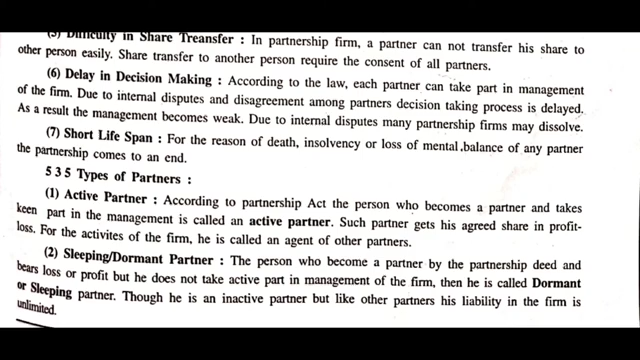 (5) Difficulty in Share Treansfer : In partnership firm, a partner can not transfer his share to
other person easily. Share transfer to another person require the consent of all partners.
(6) Delay in Decision Making : According to the law, each partner can take part in management
of the firm. Due to internal disputes and disagreement among partners decision taking process is delayed.
As a result the management becomes weak. Due to internal disputes many partnership firms may dissolve.
(7) Short Life Span : For the reason of death, insolvency or loss of mental balance of any partner
the partnership comes to an end.
5 3 5 Types of Partners :
(1) Active Partner : According to partnership Act the person who becomes a partner and takes
keen part in the management is called an active partner. Such partner gets his agreed share in profit-
loss. For the activites of the firm, he is called an agent of other partners.
(2) Sleeping/Dormant Partner : The person who become a partner by the partnership deed and
bears loss or profit but he does not take active part in management of the firm, then he is called Dormant
or Sleeping partner. Though he is an inactive partner but like other partners his liability in the firm is
unlimited.